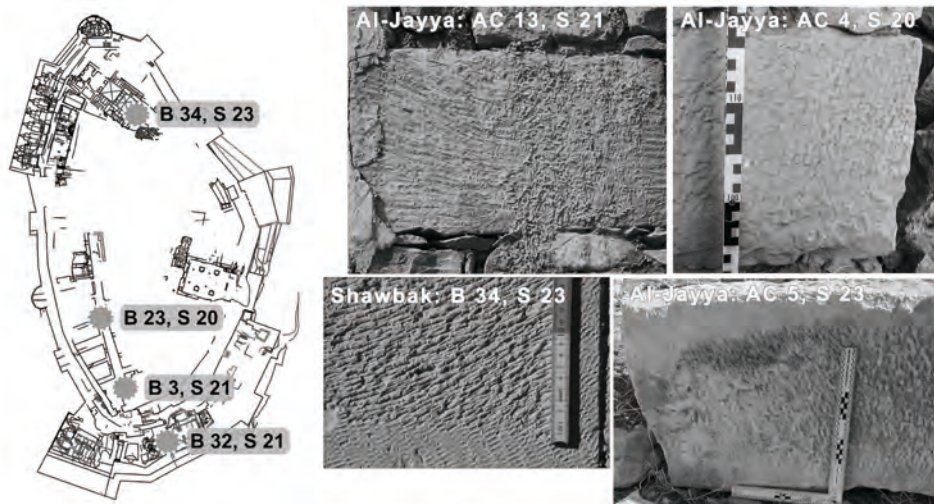 B 34, S 23
B 23, S 20
B 3, S 21
B 32, S 21
Al-Jayya: AC 13, S 21
Al-Jayya: AC 4, S 20
Shawbak: B 34, S 23
Al-Jayya: AC 5, S 23